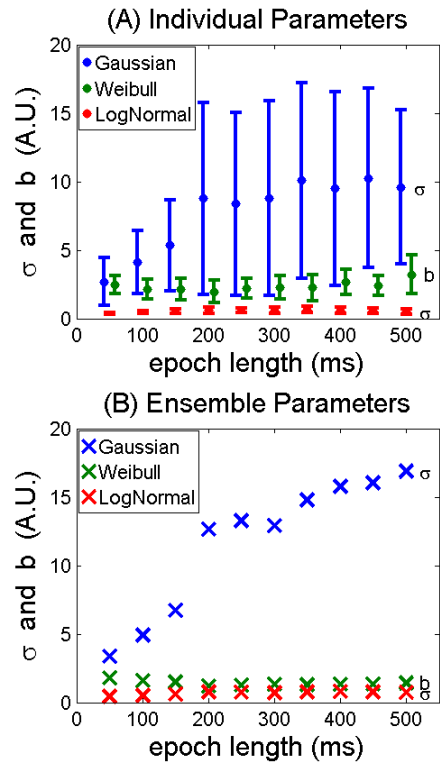 (A) Individual Parameters
20
15
10
5
0
σ and b (A.U.)
Gaussian
Weibull
LogNormal
σ
b
σ
0 100 200 300 400 500
epoch length (ms)
(B) Ensemble Parameters
20
15
10
5
0
σ and b (A.U.)
Gaussian
Weibull
LogNormal
σ
b
σ
0 100 200 300 400 500
epoch length (ms)